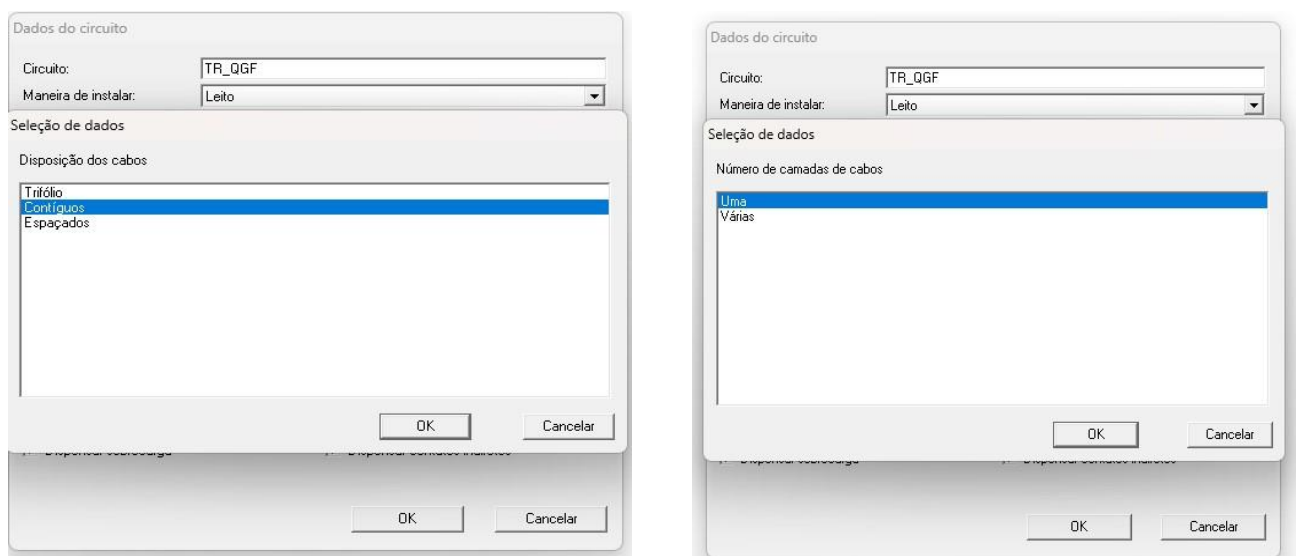 Dados do circuito
Circuito: TR_QGF
Maneira de instalar: Leito
Seleção de dados
Disposição dos cabos
Trifólio
Contíguos
Espaçados
OK Cancelar
OK Cancelar
Dados do circuito
Circuito: TR_QGF
Maneira de instalar: Leito
Seleção de dados
Número de camadas de cabos
Uma
Várias
OK Cancelar
OK Cancelar